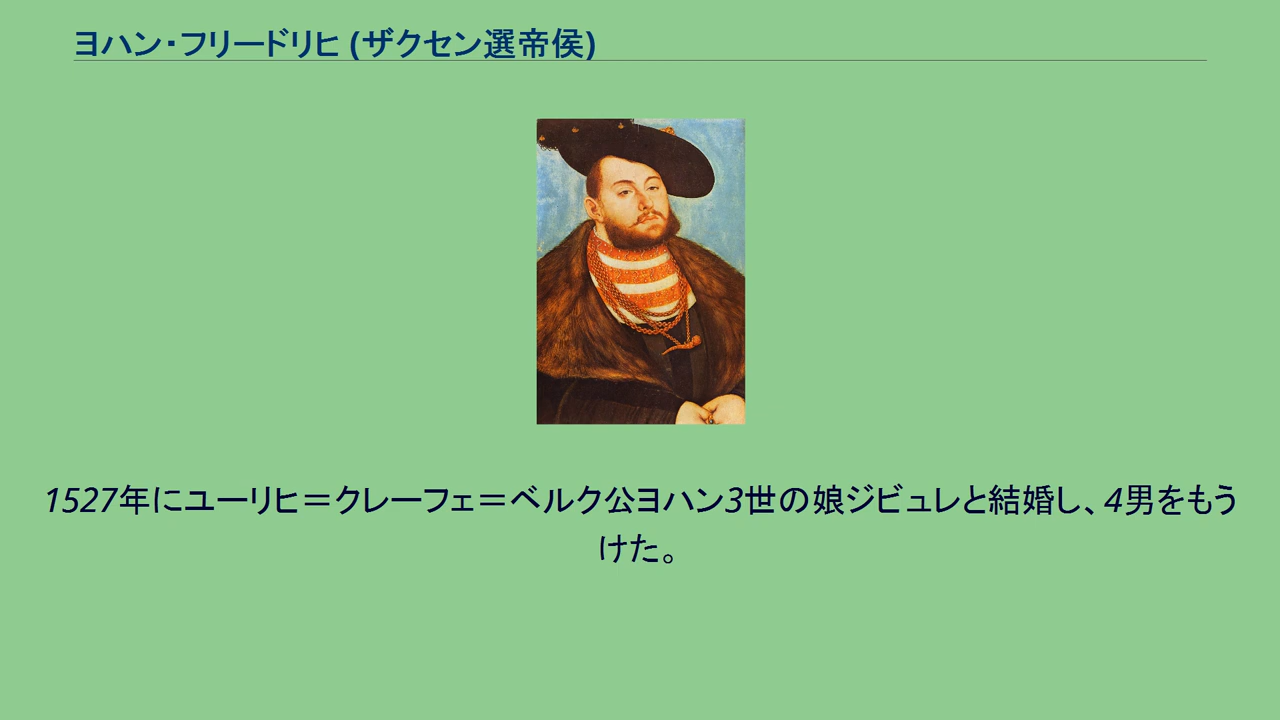 ヨハン・フリードリヒ (ザクセン選帝侯)
1527年にユーリヒ＝クレーフェ＝ベルク公ヨハン3世の娘ジビュレと結婚し、4男をもう
けた。